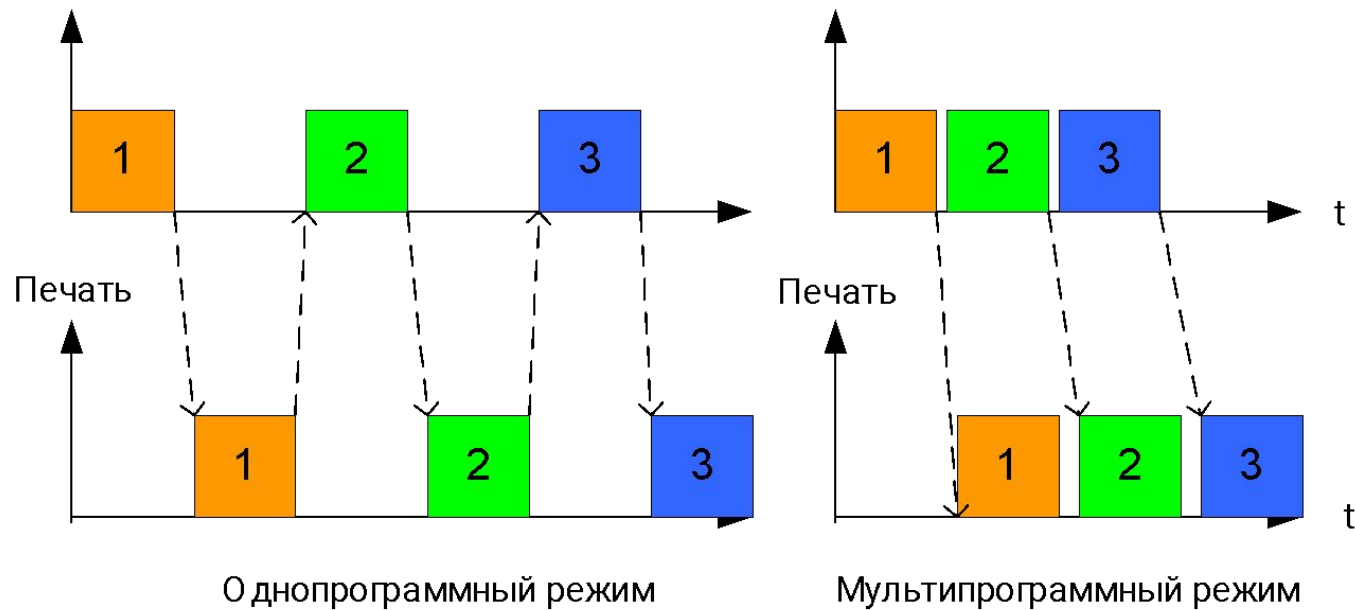 1 2 3
1 2 3
t
Печать
Печать
1 2 3
1 2 3
t
Однопрограммный режим
Мультипрограммный режим